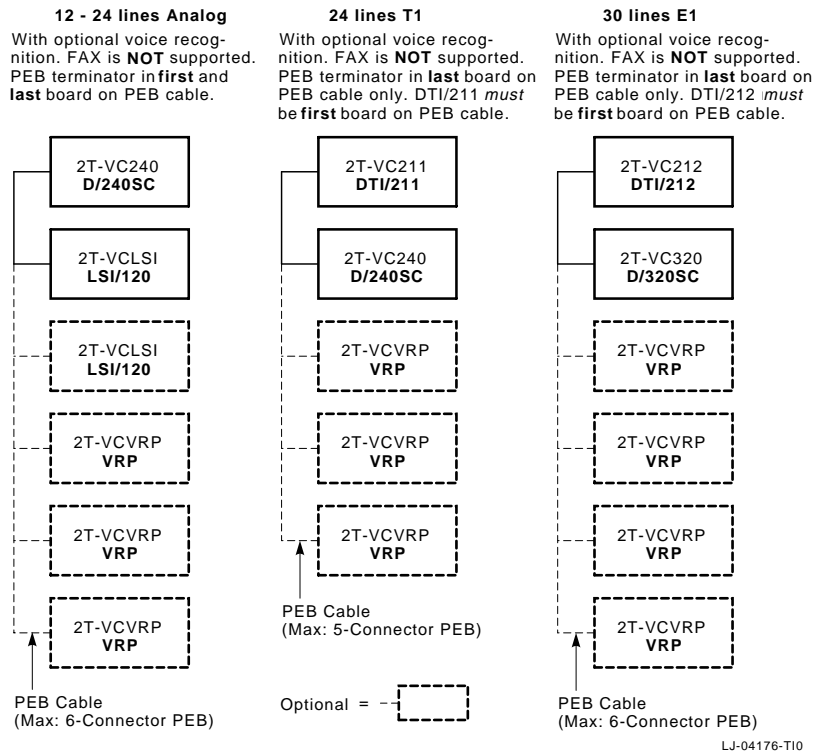 12 - 24 lines Analog
With optional voice recog-
nition. FAX is NOT supported.
PEB terminator in first and
last board on PEB cable.
2T-VC240
D/240SC
2T-VCLSI
LSI/120
2T-VCLSI
LSI/120
2T-VCVRP
VRP
2T-VCVRP
VRP
2T-VCVRP
VRP
PEB Cable
(Max: 6-Connector PEB)
24 lines T1
With optional voice recog-
nition. FAX is NOT supported.
PEB terminator in last board on
PEB cable only. DTI/211 must
be first board on PEB cable.
2T-VC211
DTI/211
2T-VC240
D/240SC
2T-VCVRP
VRP
2T-VCVRP
VRP
2T-VCVRP
VRP
PEB Cable
(Max: 5-Connector PEB)
Optional =
30 lines E1
With optional voice recog-
nition. FAX is NOT supported.
PEB terminator in last board on
PEB cable only. DTI/212 must
be first board on PEB cable.
2T-VC212
DTI/212
2T-VC320
D/320SC
2T-VCVRP
VRP
2T-VCVRP
VRP
2T-VCVRP
VRP
2T-VCVRP
VRP
PEB Cable
(Max: 6-Connector PEB)
LJ-04176-TI0